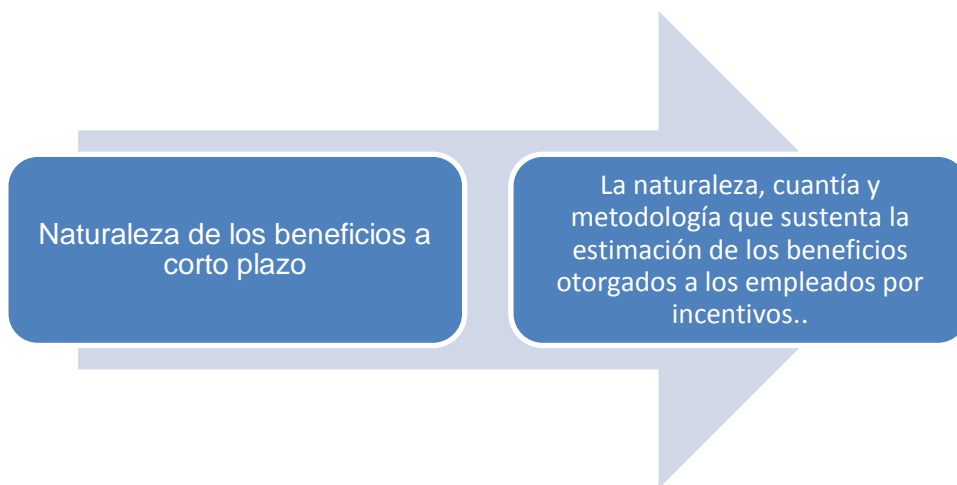 Naturaleza de los beneficios a
corto plazo
La naturaleza, cuantía y
metodología que sustenta la
estimación de los beneficios
otorgados a los empleados por
incentivos..